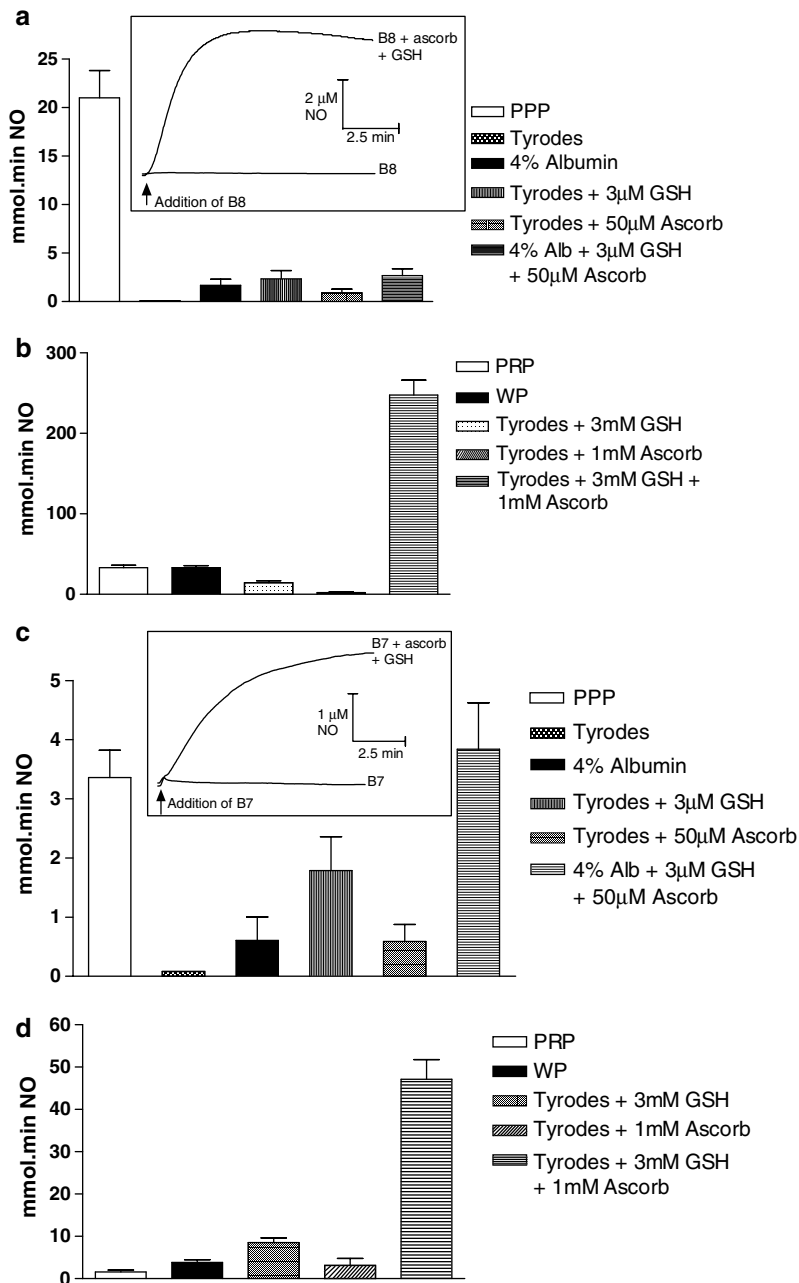 a
B8 + ascorb
+ GSH
2 μM
NO
2.5 min
B8
Addition of B8
25
20
15
10
5
0
mmol.min NO
PPP
Tyrodes
4% Albumin
Tyrodes + 3μM GSH
Tyrodes + 50μM Ascorb
4% Alb + 3μM GSH
+ 50μM Ascorb
b
300
200
100
0
mmol.min NO
PRP
WP
Tyrodes + 3mM GSH
Tyrodes + 1mM Ascorb
Tyrodes + 3mM GSH +
1mM Ascorb
c
B7 + ascorb
+ GSH
1 μM
NO
2.5 min
B7
Addition of B7
5
4
3
2
1
0
mmol.min NO
PPP
Tyrodes
4% Albumin
Tyrodes + 3μM GSH
Tyrodes + 50μM Ascorb
4% Alb + 3μM GSH
+ 50μM Ascorb
d
60
50
40
30
20
10
0
mmol.min NO
PRP
WP
Tyrodes + 3mM GSH
Tyrodes + 1mM Ascorb
Tyrodes + 3mM GSH
+ 1mM Ascorb